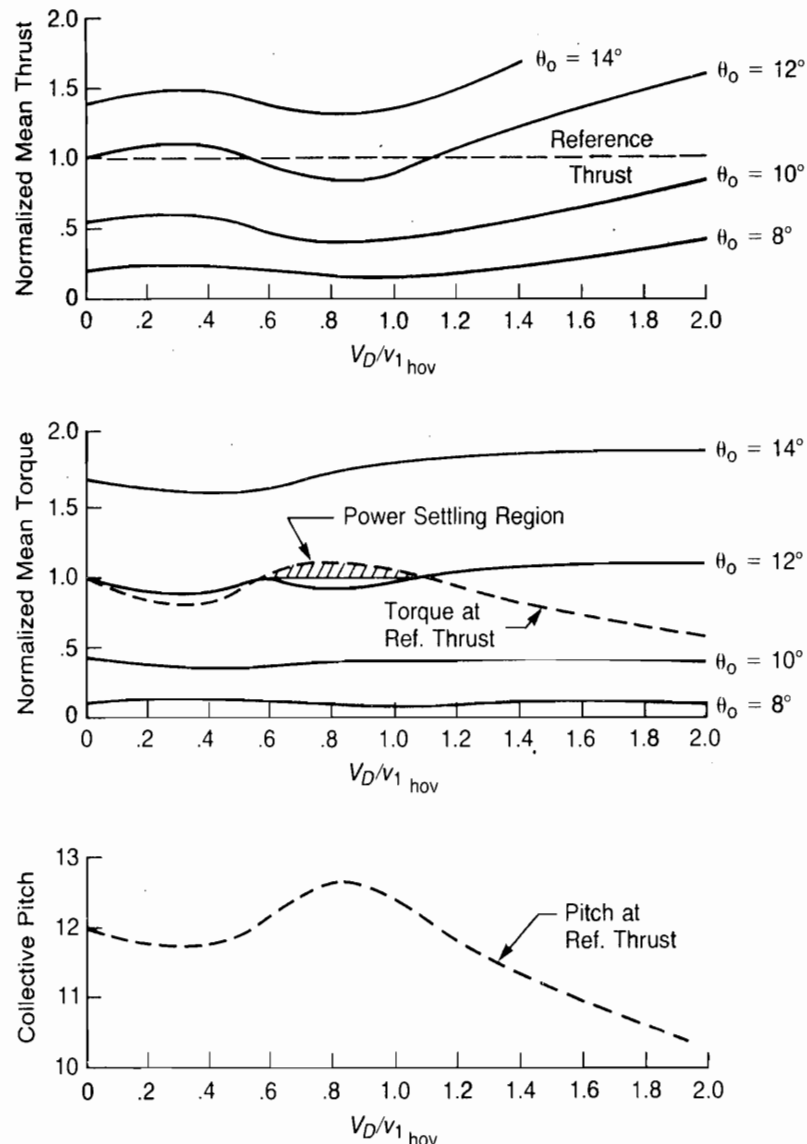 Normalized Mean Thrust
2.0
1.5
1.0
.5
0
θo = 14°
θo = 12°
Reference
Thrust
θo = 10°
θo = 8°
0 .2 .4 .6 .8 1.0 1.2 1.4 1.6 1.8 2.0
VD/v1 hov
Normalized Mean Torque
2.0
1.5
1.0
.5
0
θo = 14°
Power Settling Region
θo = 12°
Torque at
Ref. Thrust
θo = 10°
θo = 8°
0 .2 .4 .6 .8 1.0 1.2 1.4 1.6 1.8 2.0
VD/v1 hov
Collective Pitch
13
12
11
10
Pitch at
Ref. Thrust
0 .2 .4 .6 .8 1.0 1.2 1.4 1.6 1.8 2.0
VD/v1 hov